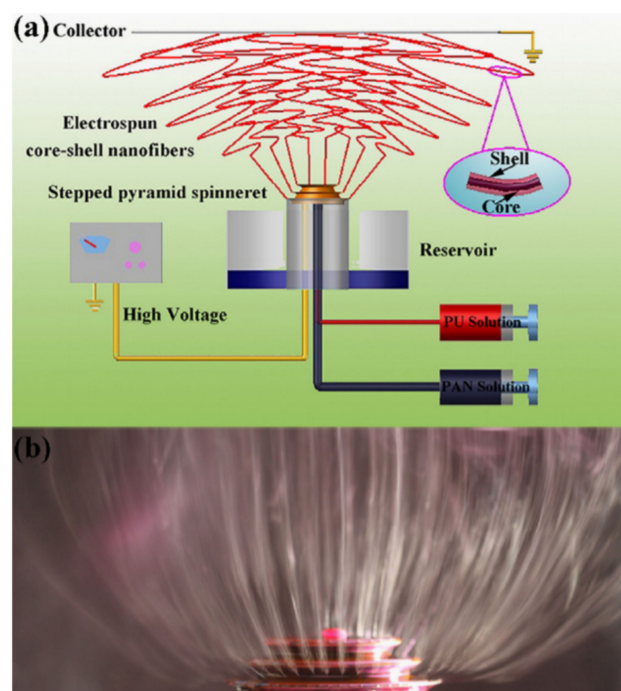 (a)
Collector
Electrospun
core-shell nanofibers
Shell
Core
Stepped pyramid spinneret
Reservoir
High Voltage
PU Solution
PAN Solution
(b)